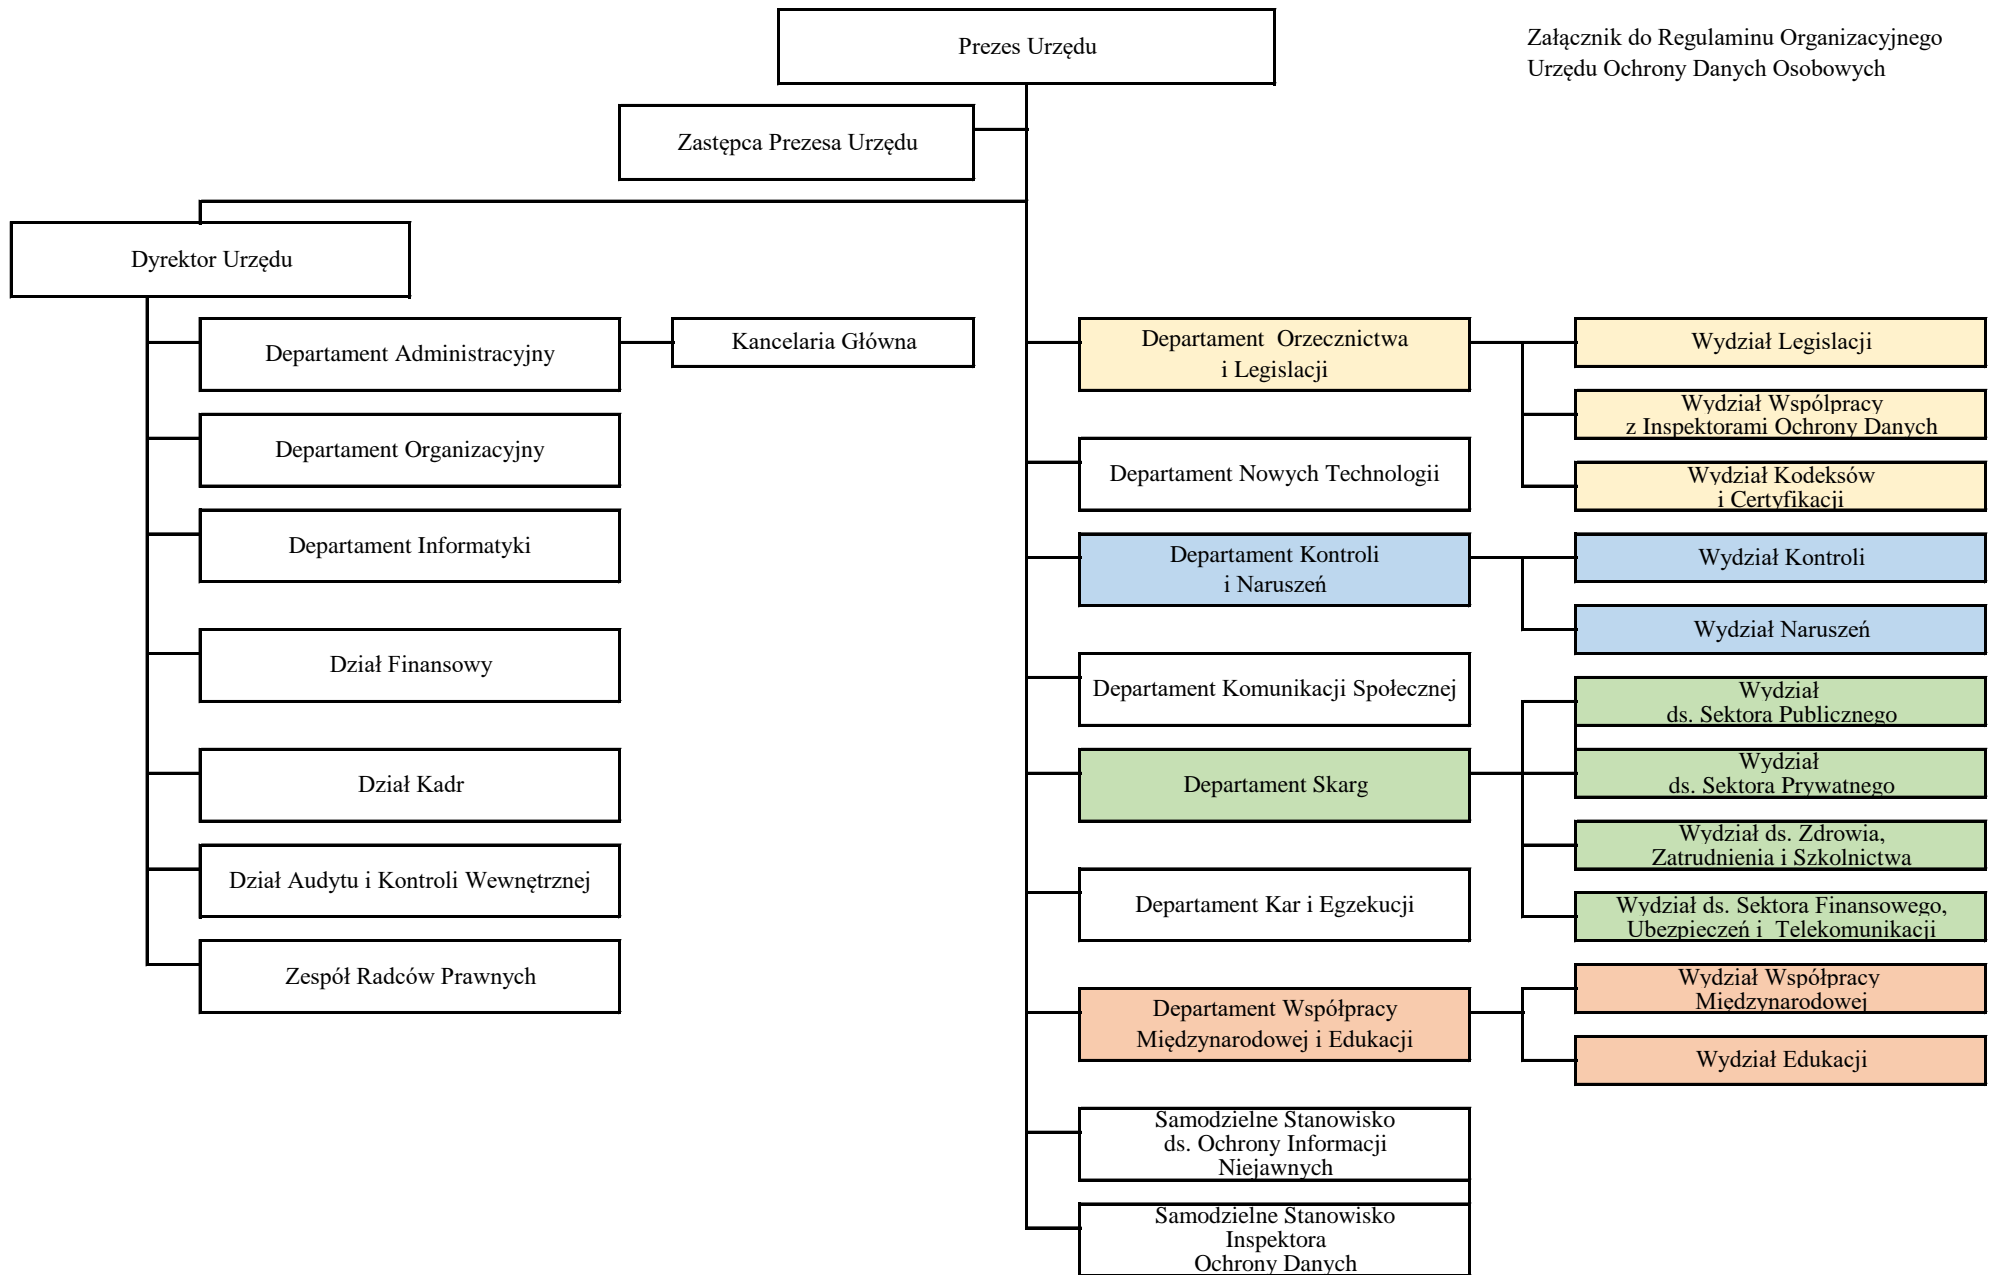 Prezes Urzędu
Załącznik do Regulaminu Organizacyjnego
Urzędu Ochrony Danych Osobowych
Zastępca Prezesa Urzędu
Dyrektor Urzędu
Departament Administracyjny
Kancelaria Główna
Departament Organizacyjny
Departament Informatyki
Dział Finansowy
Dział Kadr
Dział Audytu i Kontroli Wewnętrznej
Zespół Radców Prawnych
Departament Orzecznictwa
i Legislacji
Wydział Legislacji
Wydział Wspólpracy
z Inspektorami Ochrony Danych
Wydział Kodeksów
i Certyfikacji
Departament Nowych Technologii
Departament Kontroli
i Naruszeń
Wydział Kontroli
Wydział Naruszeń
Departament Komunikacji Społecznej
Departament Skarg
Wydział
ds. Sektora Publicznego
Wydział
ds. Sektora Prywatnego
Wydział ds. Zdrowia,
Zatrudnienia i Szkolnictwa
Wydział ds. Sektora Finansowego,
Ubezpieczeń i Telekomunikacji
Departament Kar i Egzekucji
Departament Współpracy
Międzynarodowej i Edukacji
Wydział Współpracy
Międzynarodowej
Wydział Edukacji
Samodzielne Stanowisko
ds. Ochrony Informacji
Niejawnych
Samodzielne Stanowisko
Inspektora
Ochrony Danych